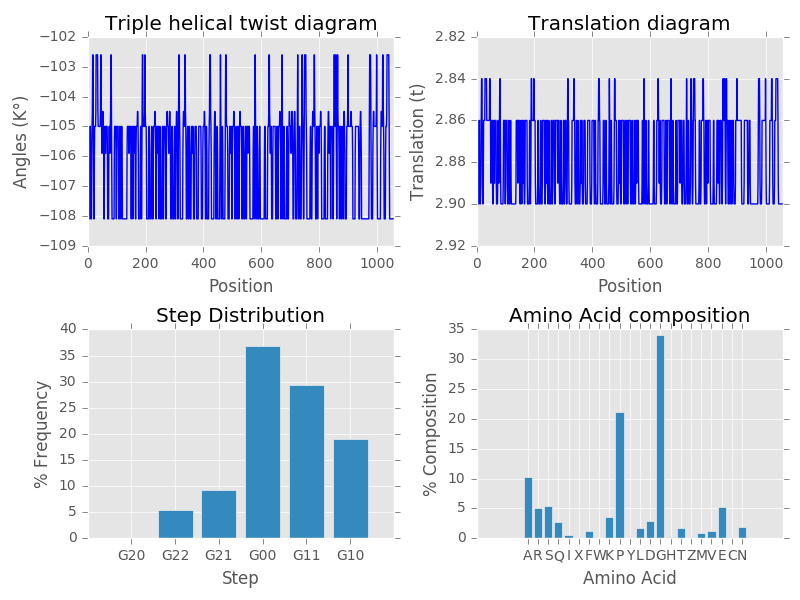 Triple helical twist diagram
−102
−103
−104
−105
−106
−107
−108
−109
Angles (K°)
0 200 400 600 800 1000
Position
Translation diagram
2.82
2.84
2.86
2.88
2.90
2.92
Translation (t)
0 200 400 600 800 1000
Position
Step Distribution
40
35
30
25
20
15
10
5
0
% Frequency
G20 G22 G21 G00 G11 G10
Step
Amino Acid composition
35
30
25
20
15
10
5
0
% Composition
A R S Q I X F W K P Y L D G H T Z M V E C N
Amino Acid